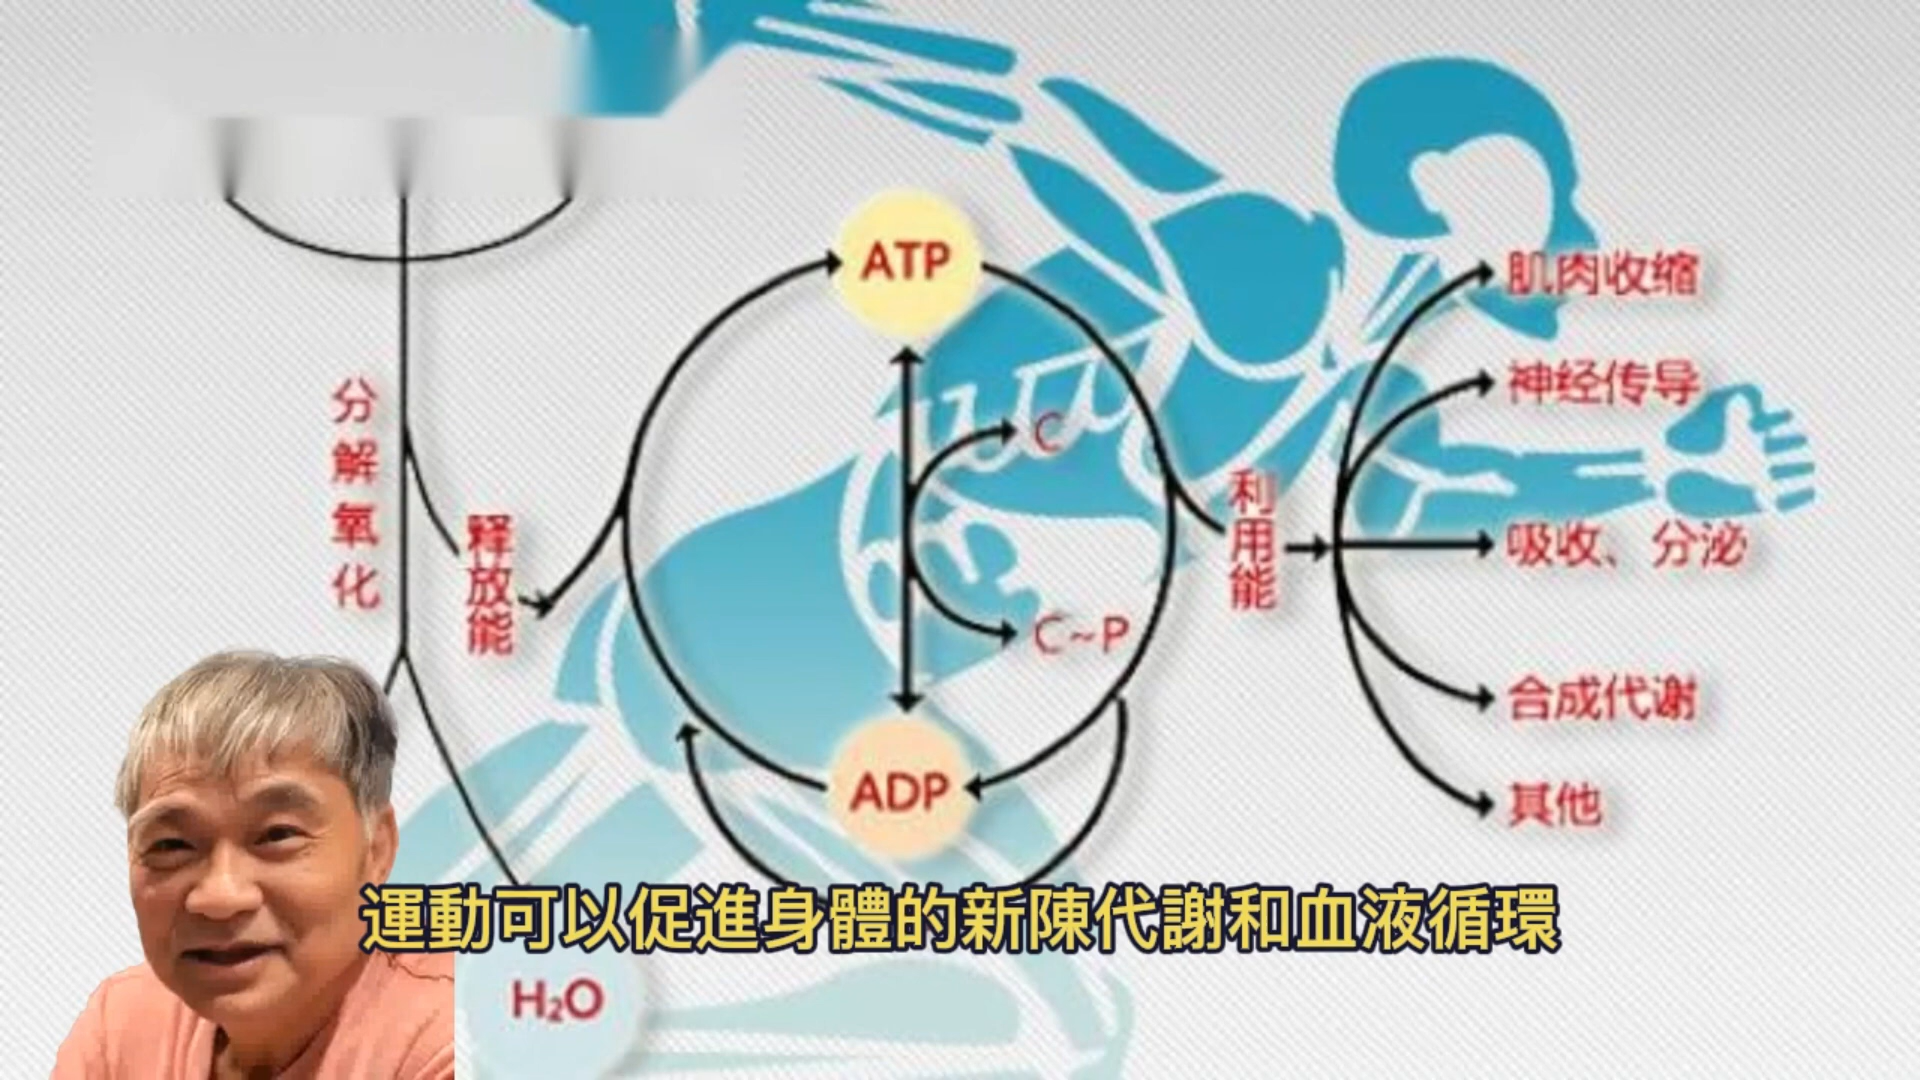 ATP
肌肉收缩
神经传导
分解氧化
C
利用能
释放能
吸收、分泌
C~P
合成代谢
ADP
其他
運動可以促進身體的新陳代謝和血液循環
H₂O